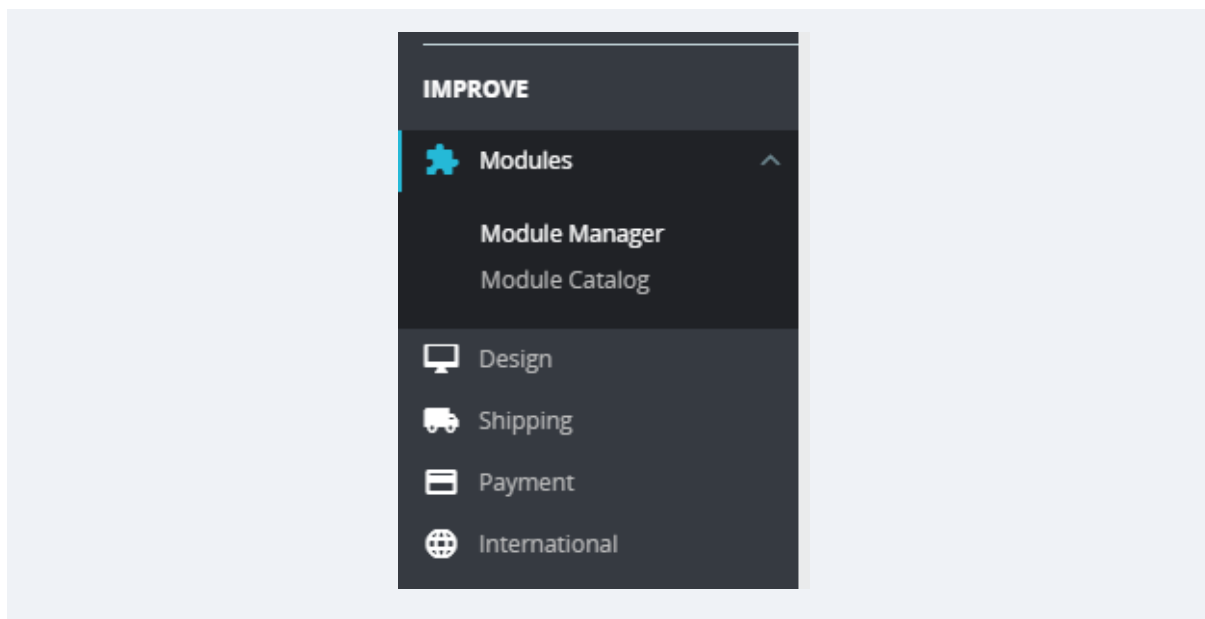 IMPROVE
Modules
Module Manager
Module Catalog
Design
Shipping
Payment
International